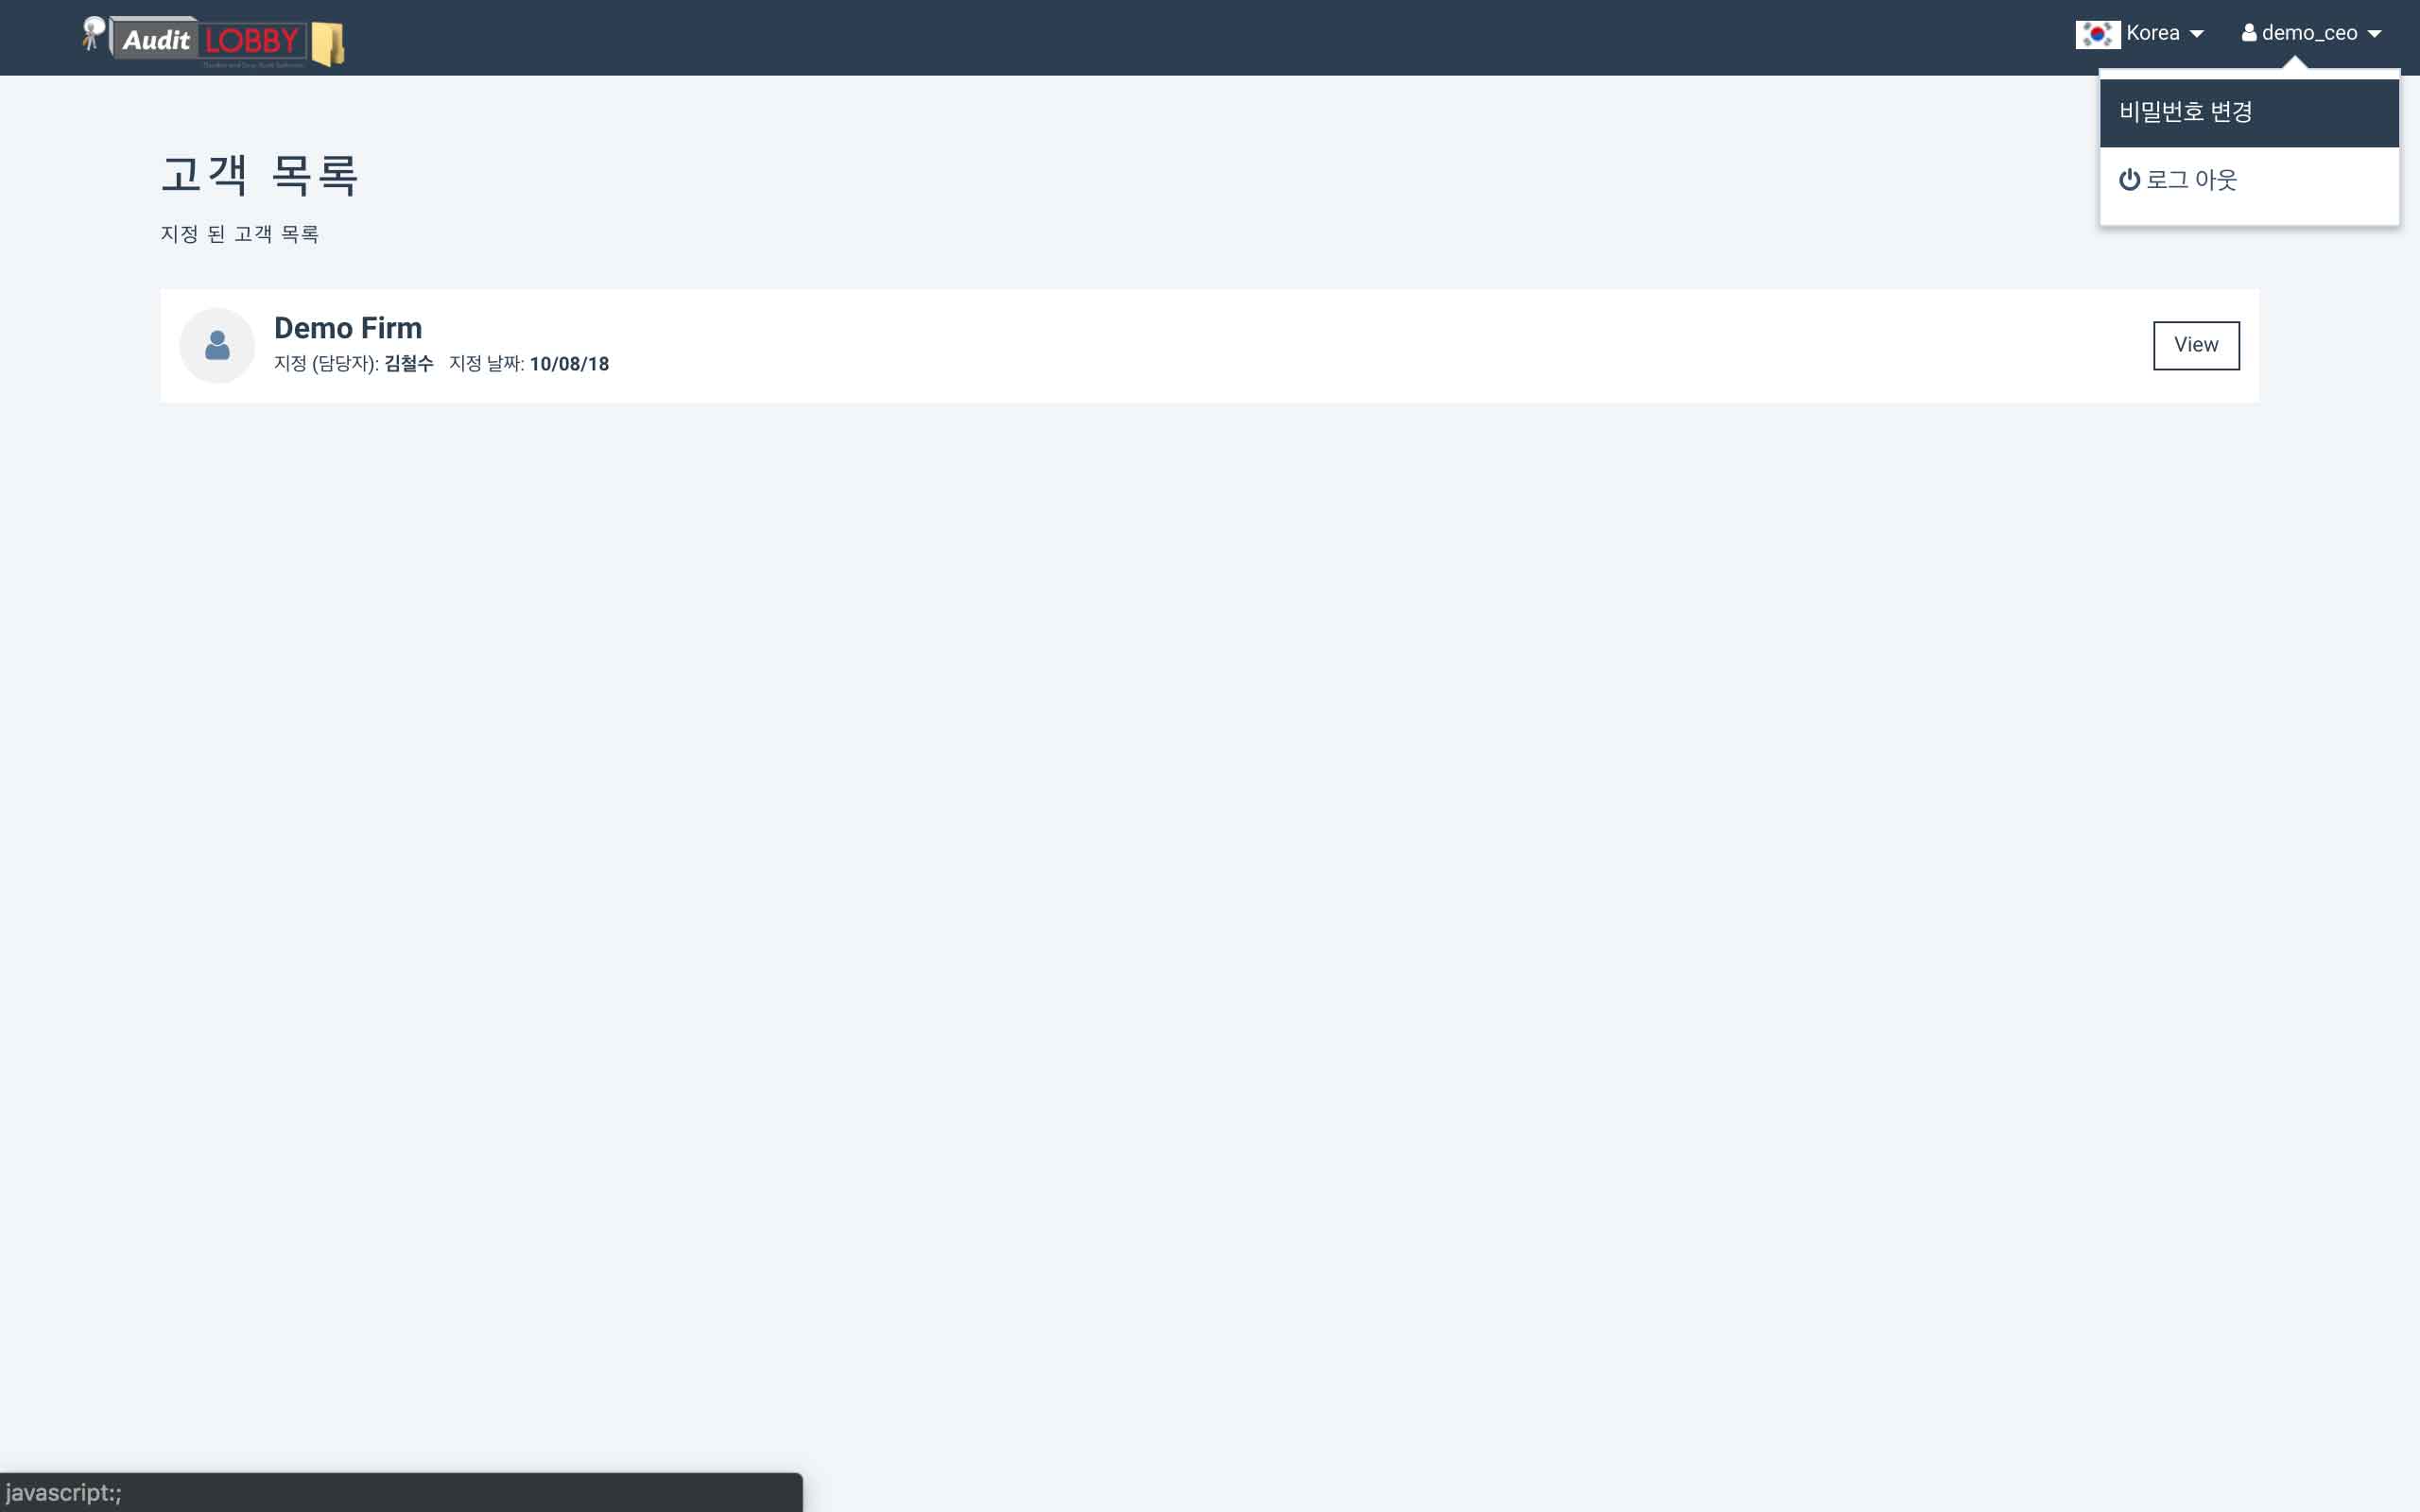 Audit LOBBY
Korea
demo_ceo
비밀번호 변경
로그 아웃
고객 목록
지정 된 고객 목록
Demo Firm
지정 (담당자): 김철수 지정 날짜: 10/08/18
View
javascript:;